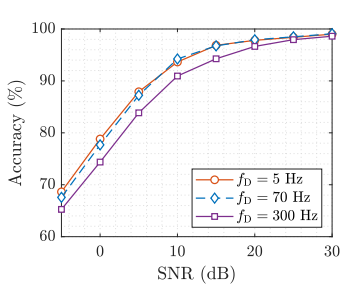 100
90
80
70
60
Accuracy (%)
0
10
20
30
SNR (dB)
f_D = 5 Hz
f_D = 70 Hz
f_D = 300 Hz